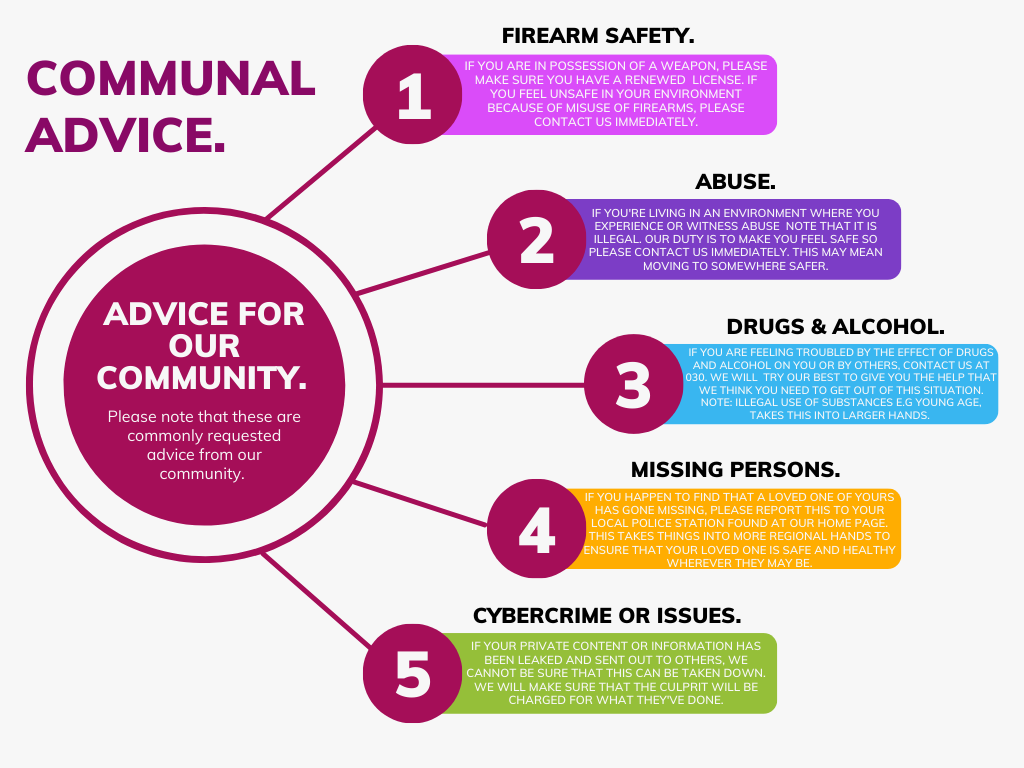 COMMUNAL
ADVICE.
ADVICE FOR
OUR
COMMUNITY.
Please note that these are
commonly requested
advice from our
community.
1
FIREARM SAFETY.
IF YOU ARE IN POSSESSION OF A WEAPON, PLEASE
MAKE SURE YOU HAVE A RENEWED LICENSE. IF
YOU FEEL UNSAFE IN YOUR ENVIRONMENT
BECAUSE OF MISUSE OF FIREARMS, PLEASE
CONTACT US IMMEDIATELY.
2
ABUSE.
IF YOU'RE LIVING IN AN ENVIRONMENT WHERE YOU
EXPERIENCE OR WITNESS ABUSE NOTE THAT IT IS
ILLEGAL. OUR DUTY IS TO MAKE YOU FEEL SAFE SO
PLEASE CONTACT US IMMEDIATELY. THIS MAY MEAN
MOVING TO SOMEWHERE SAFER.
3
DRUGS & ALCOHOL.
IF YOU ARE FEELING TROUBLED BY THE EFFECT OF DRUGS
AND ALCOHOL ON YOU OR BY OTHERS, CONTACT US AT
030. WE WILL TRY OUR BEST TO GIVE YOU THE HELP THAT
WE THINK YOU NEED TO GET OUT OF THIS SITUATION.
NOTE: ILLEGAL USE OF SUBSTANCES E.G YOUNG AGE,
TAKES THIS INTO LARGER HANDS.
4
MISSING PERSONS.
IF YOU HAPPEN TO FIND THAT A LOVED ONE OF YOURS
HAS GONE MISSING, PLEASE REPORT THIS TO YOUR
LOCAL POLICE STATION FOUND AT OUR HOME PAGE.
THIS TAKES THINGS INTO MORE REGIONAL HANDS TO
ENSURE THAT YOUR LOVED ONE IS SAFE AND HEALTHY
WHEREVER THEY MAY BE.
5
CYBERCRIME OR ISSUES.
IF YOUR PRIVATE CONTENT OR INFORMATION HAS
BEEN LEAKED AND SENT OUT TO OTHERS, WE
CANNOT BE SURE THAT THIS CAN BE TAKEN DOWN.
WE WILL MAKE SURE THAT THE CULPRIT WILL BE
CHARGED FOR WHAT THEY'VE DONE.